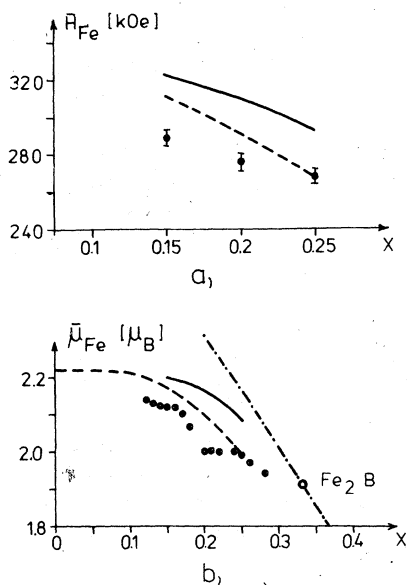 H̄Fe [kOe]
320
280
240
0.1 0.15 0.2 0.25 X
a)
μ̄Fe [μB]
2.2
2.0
Fe2 B
1.8
0 0.1 0.2 0.3 0.4 X
b)